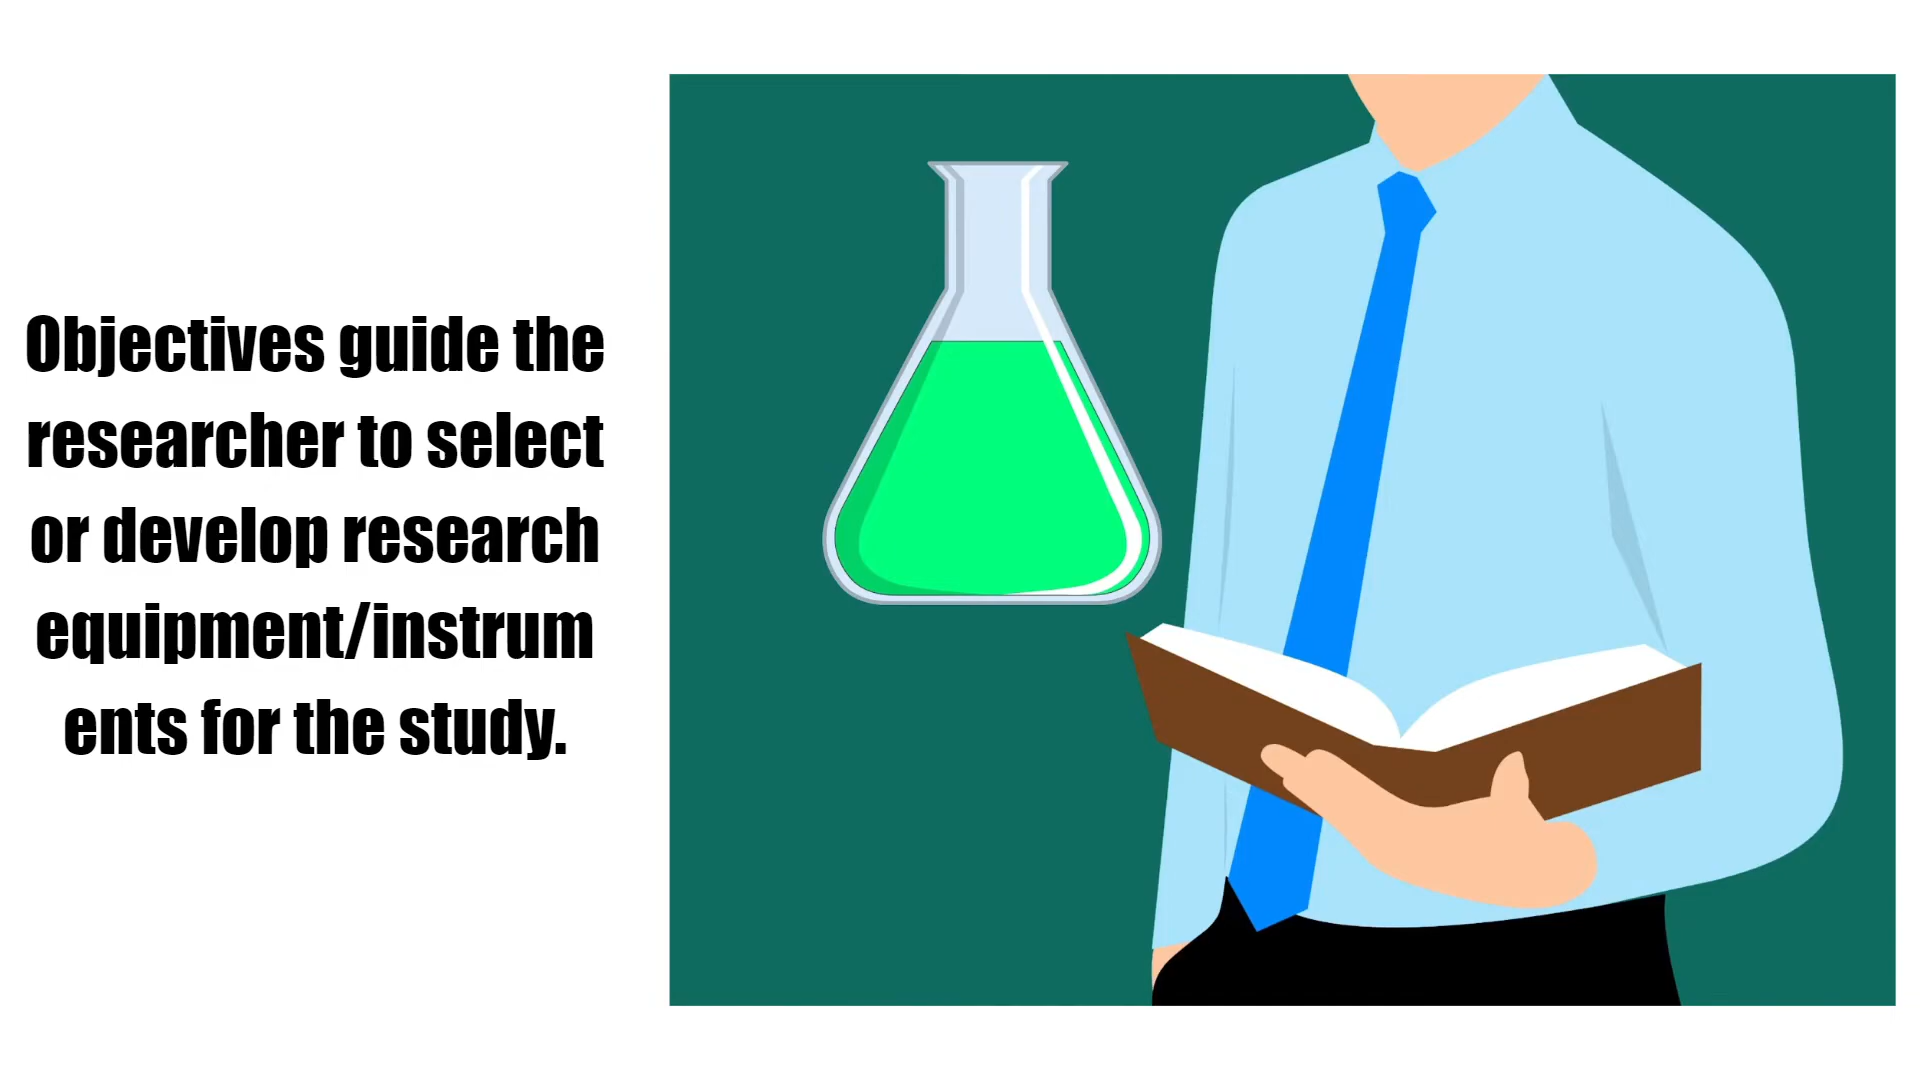 Objectives guide the
researcher to select
or develop research
equipment/instrum
ents for the study.